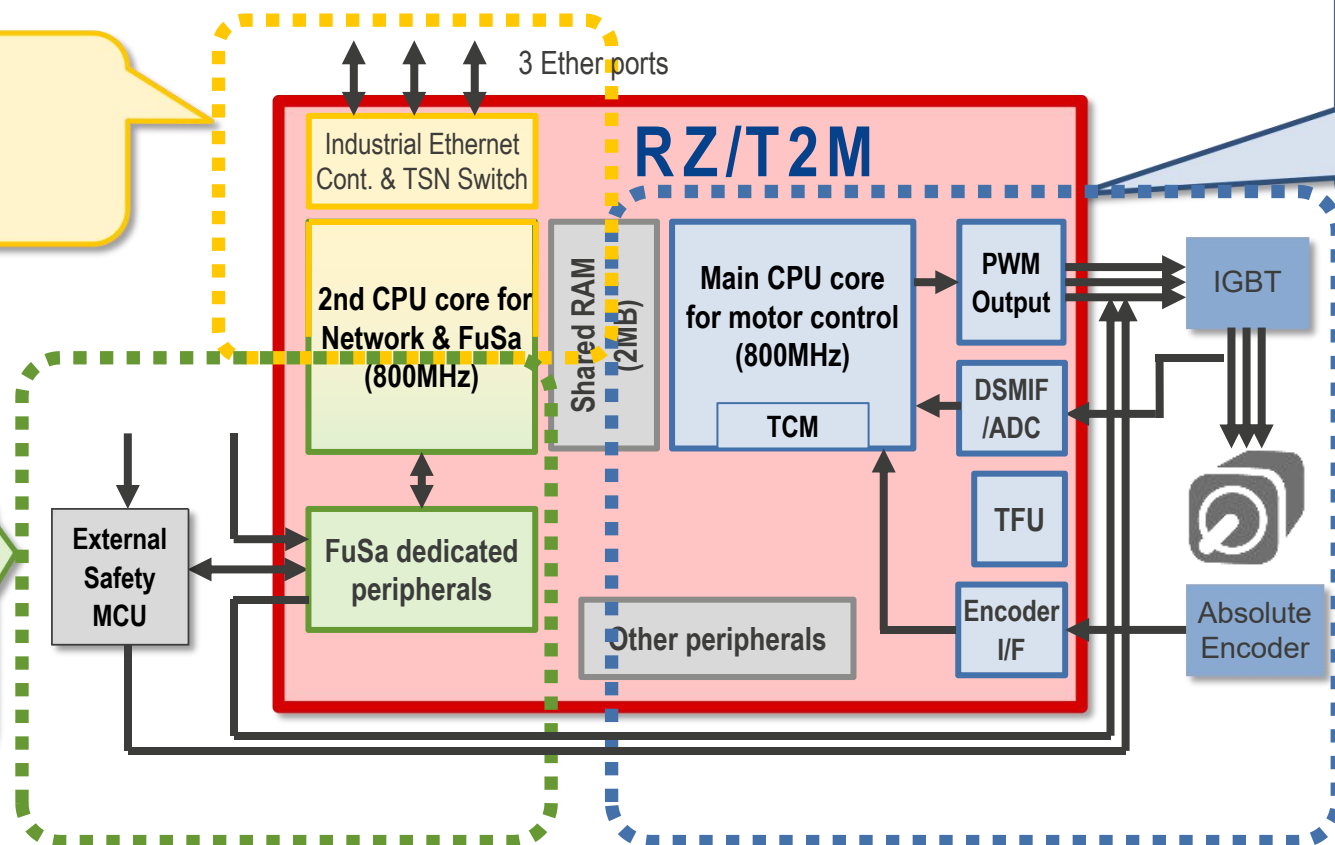 3 Ether ports
Industrial Ethernet
Cont. & TSN Switch
RZ/T2M
2nd CPU core for
Network & FuSa
(800MHz)
Shared RAM
(2MB)
Main CPU core
for motor control
(800MHz)
TCM
PWM
Output
IGBT
DSMIF
/ADC
TFU
External
Safety
MCU
FuSa dedicated
peripherals
Other peripherals
Encoder
I/F
Absolute
Encoder